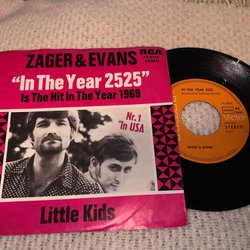 ZAGER & EVANS
RCA
"In The Year 2525"
Is The Hit In The Year 1969
Nr. 1
in USA
Little Kids
IN THE YEAR 2525
Victor
ZAGER & EVANS